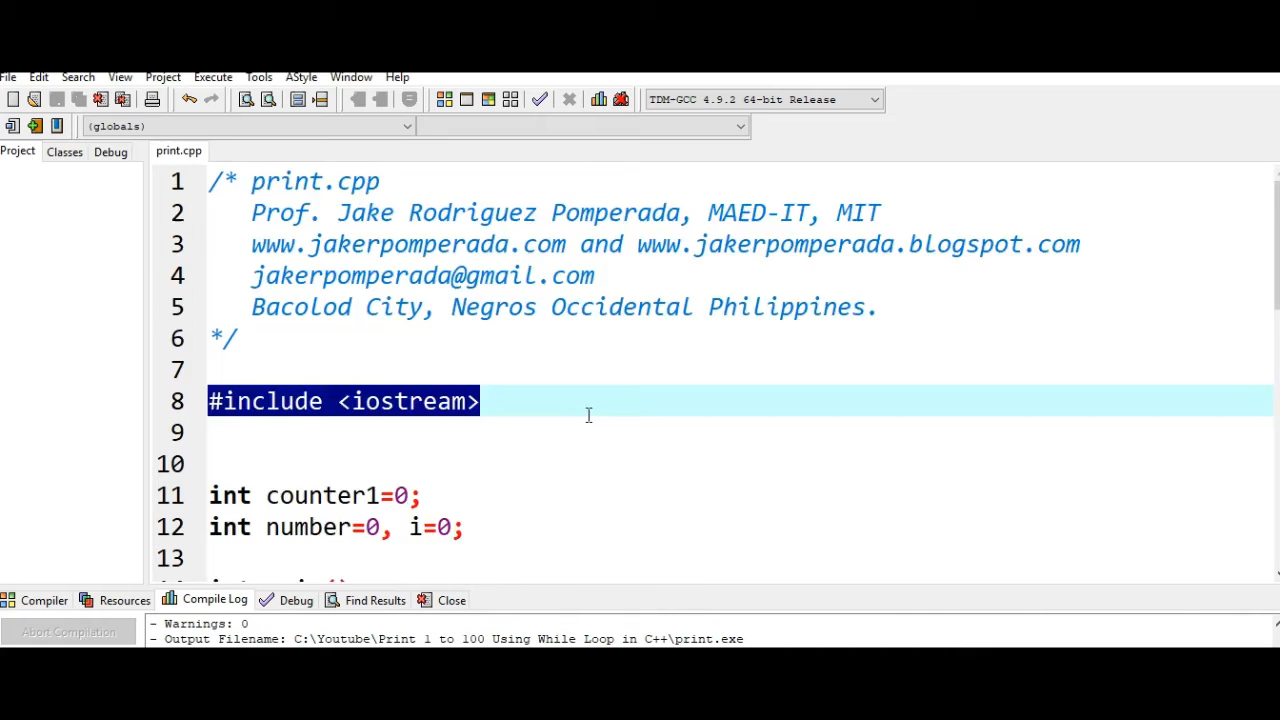 File Edit Search View Project Execute Tools AStyle Window Help
TDM-GCC 4.9.2 64-bit Release
(globals)
Project Classes Debug print.cpp
1 /* print.cpp
2 Prof. Jake Rodriguez Pomperada, MAED-IT, MIT
3 www.jakerpomperada.com and www.jakerpomperada.blogspot.com
4 jakerpomperada@gmail.com
5 Bacolod City, Negros Occidental Philippines.
6 */
7
8 #include <iostream>
9
10
11 int counter1=0;
12 int number=0, i=0;
13
Compiler Resources Compile Log Debug Find Results Close
Abort Compilation
- Warnings: 0
- Output Filename: C:\Youtube\Print 1 to 100 Using While Loop in C++\print.exe